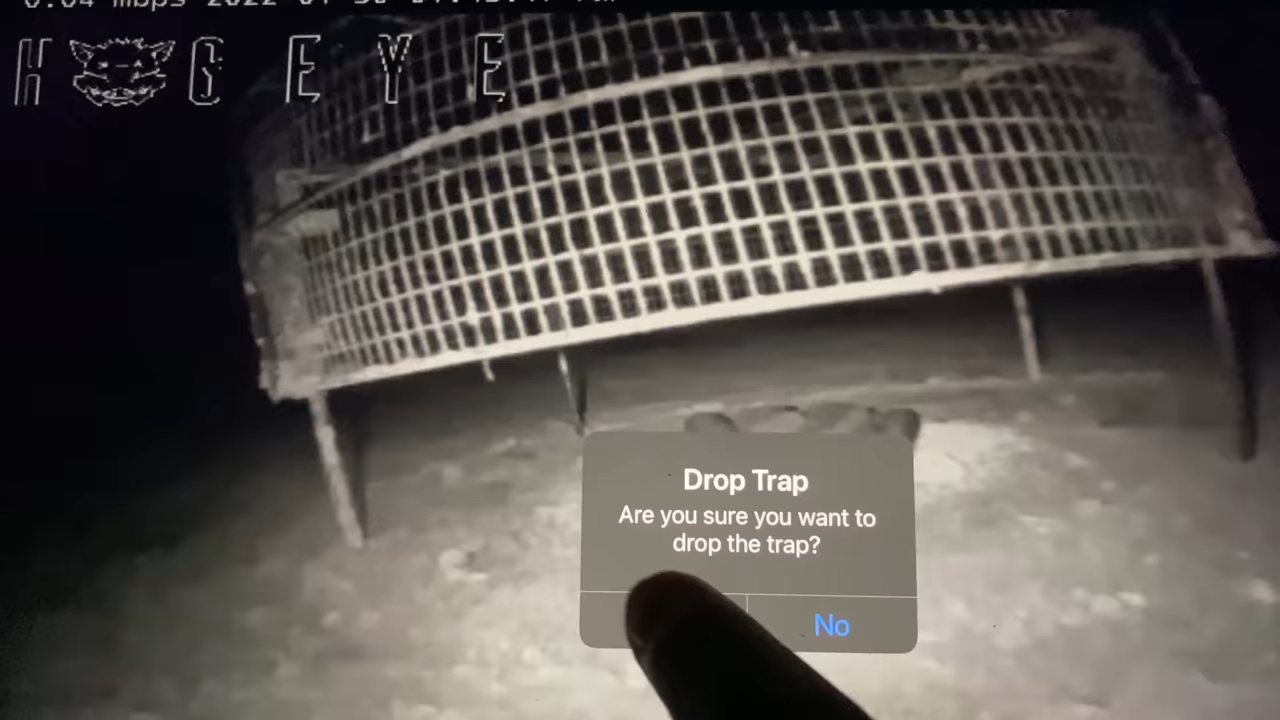 H G E Y E
Drop Trap
Are you sure you want to
drop the trap?
No